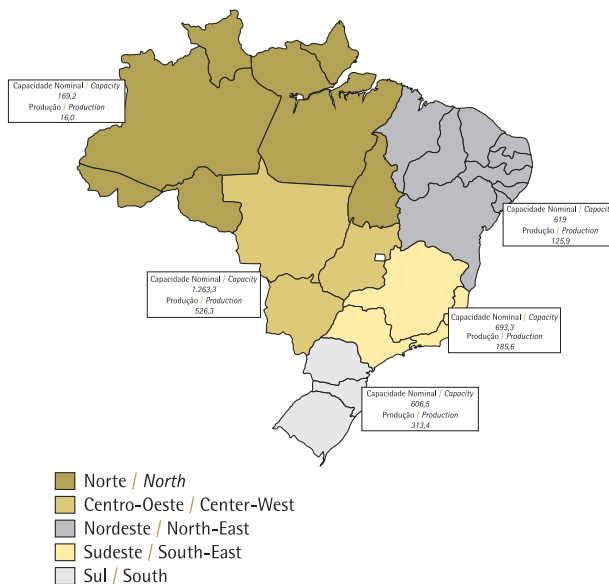 Capacidade Nominal / Capacity
169,2
Produção / Production
16,0
Capacidade Nominal / Capacity
619
Produção / Production
125,9
Capacidade Nominal / Capacity
1.263,3
Produção / Production
526,3
Capacidade Nominal / Capacity
693,3
Produção / Production
185,6
Capacidade Nominal / Capacity
606,5
Produção / Production
313,4
Norte / North
Centro-Oeste / Center-West
Nordeste / North-East
Sudeste / South-East
Sul / South